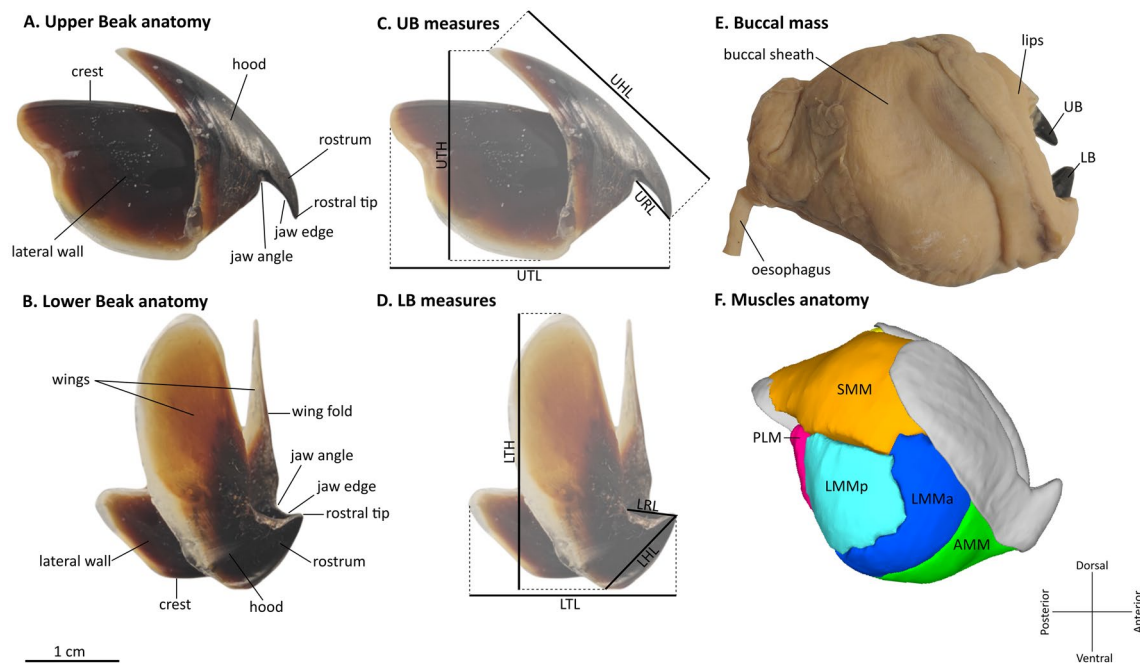 A. Upper Beak anatomy
crest
hood
rostrum
rostral tip
jaw edge
jaw angle
lateral wall
B. Lower Beak anatomy
wings
wing fold
jaw angle
jaw edge
rostral tip
lateral wall
rostrum
crest
hood
1 cm
C. UB measures
UHL
UTH
URL
UTL
D. LB measures
LTH
LRL
LHL
LTL
E. Buccal mass
lips
buccal sheath
UB
LB
oesophagus
F. Muscles anatomy
SMM
PLM
LMMp
LMMa
AMM
Dorsal
Posterior
Anterior
Ventral